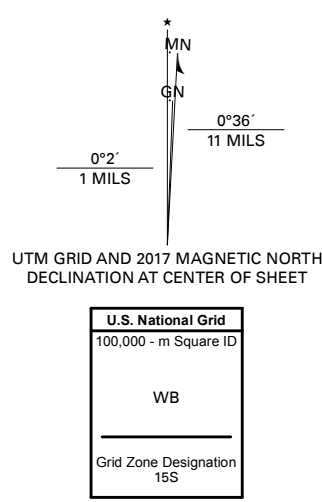 MN
GN
0°36´
11 MILS
0°2´
1 MILS
UTM GRID AND 2017 MAGNETIC NORTH
DECLINATION AT CENTER OF SHEET
U.S. National Grid
100,000 - m Square ID
WB
Grid Zone Designation
15S